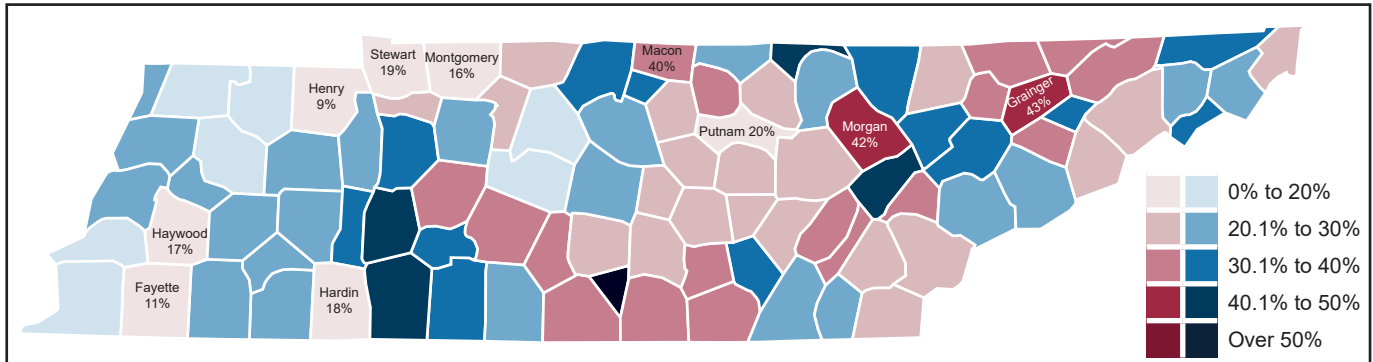 Stewart
19%
Montgomery
16%
Macon
40%
Henry
9%
Grainger
43%
Putnam 20%
Morgan
42%
Haywood
17%
Fayette
11%
Hardin
18%
0% to 20%
20.1% to 30%
30.1% to 40%
40.1% to 50%
Over 50%